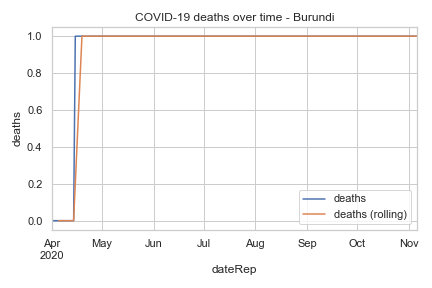 COVID-19 deaths over time - Burundi
deaths
1.0
0.8
0.6
0.4
0.2
0.0
deaths
deaths (rolling)
Apr May Jun Jul Aug Sep Oct Nov
2020
dateRep